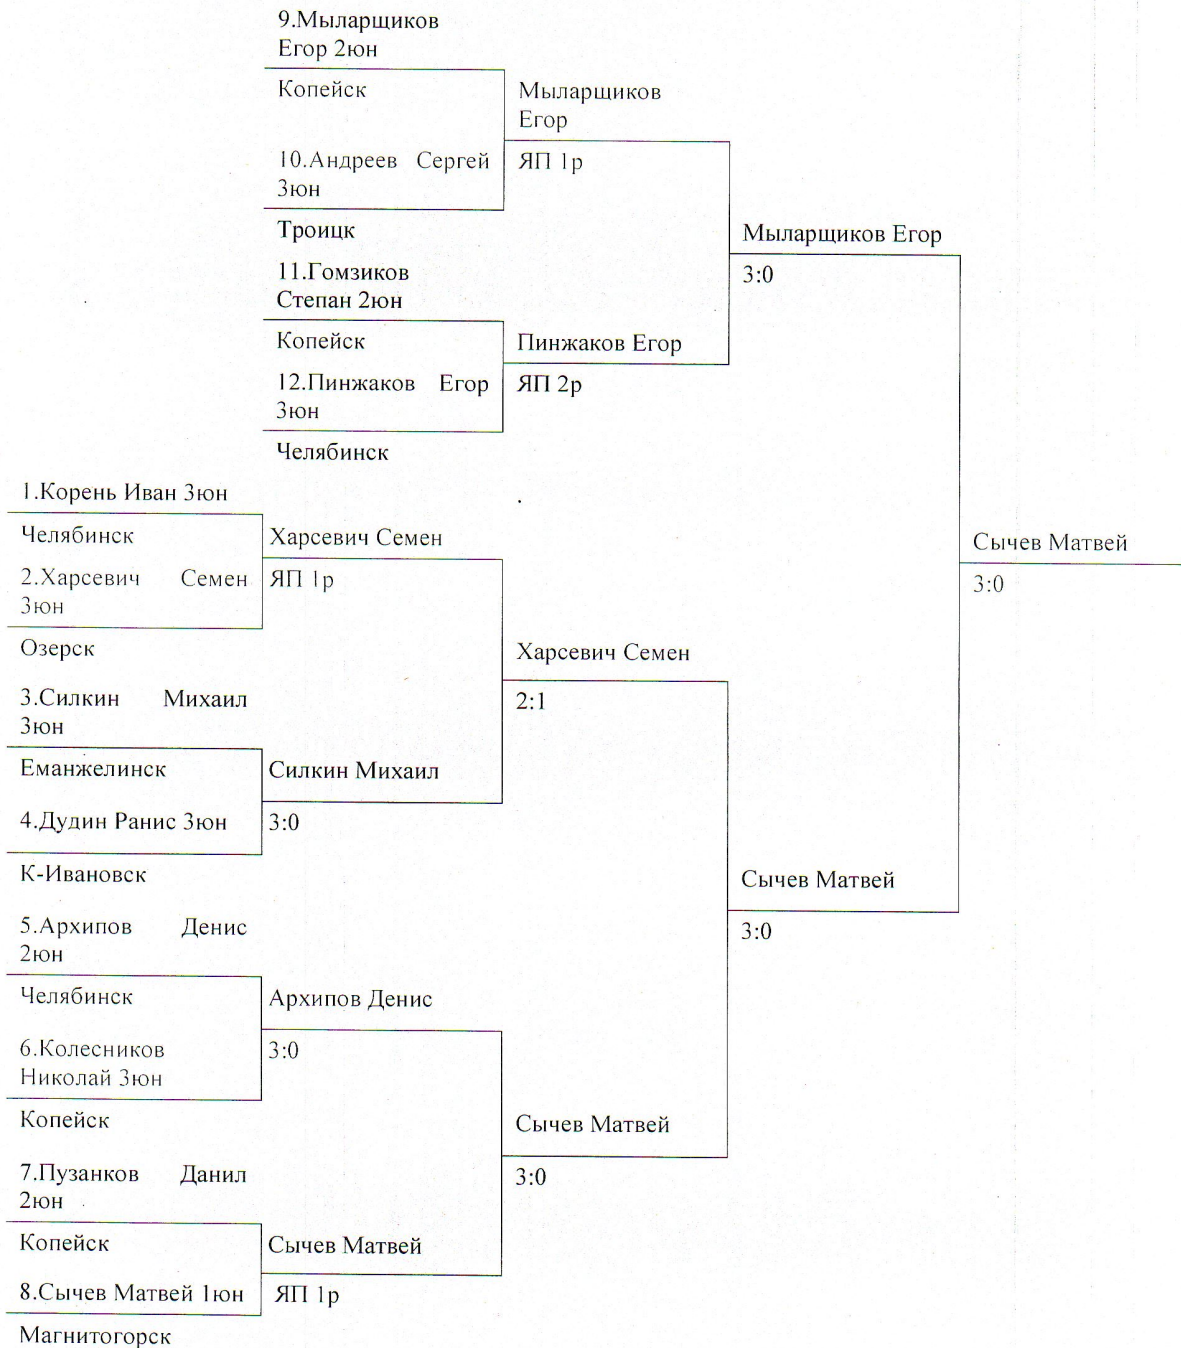 9.Мыларщиков
Егор 2юн
Копейск
Мыларщиков
Егор
10.Андреев Сергей
3юн
ЯП 1р
Троицк
Мыларщиков Егор
11.Гомзиков
Степан 2юн
3:0
Копейск
Пинжаков Егор
12.Пинжаков Егор
3юн
ЯП 2р
Челябинск
1.Корень Иван 3юн
Челябинск
Харсевич Семен
Сычев Матвей
2.Харсевич Семен
3юн
ЯП 1р
3:0
Озерск
Харсевич Семен
3.Силкин Михаил
3юн
2:1
Еманжелинск
Силкин Михаил
4.Дудин Ранис 3юн
3:0
К-Ивановск
Сычев Матвей
5.Архипов Денис
2юн
3:0
Челябинск
Архипов Денис
6.Колесников
Николай 3юн
3:0
Копейск
Сычев Матвей
7.Пузанков Данил
2юн
3:0
Копейск
Сычев Матвей
8.Сычев Матвей 1юн
ЯП 1р
Магнитогорск